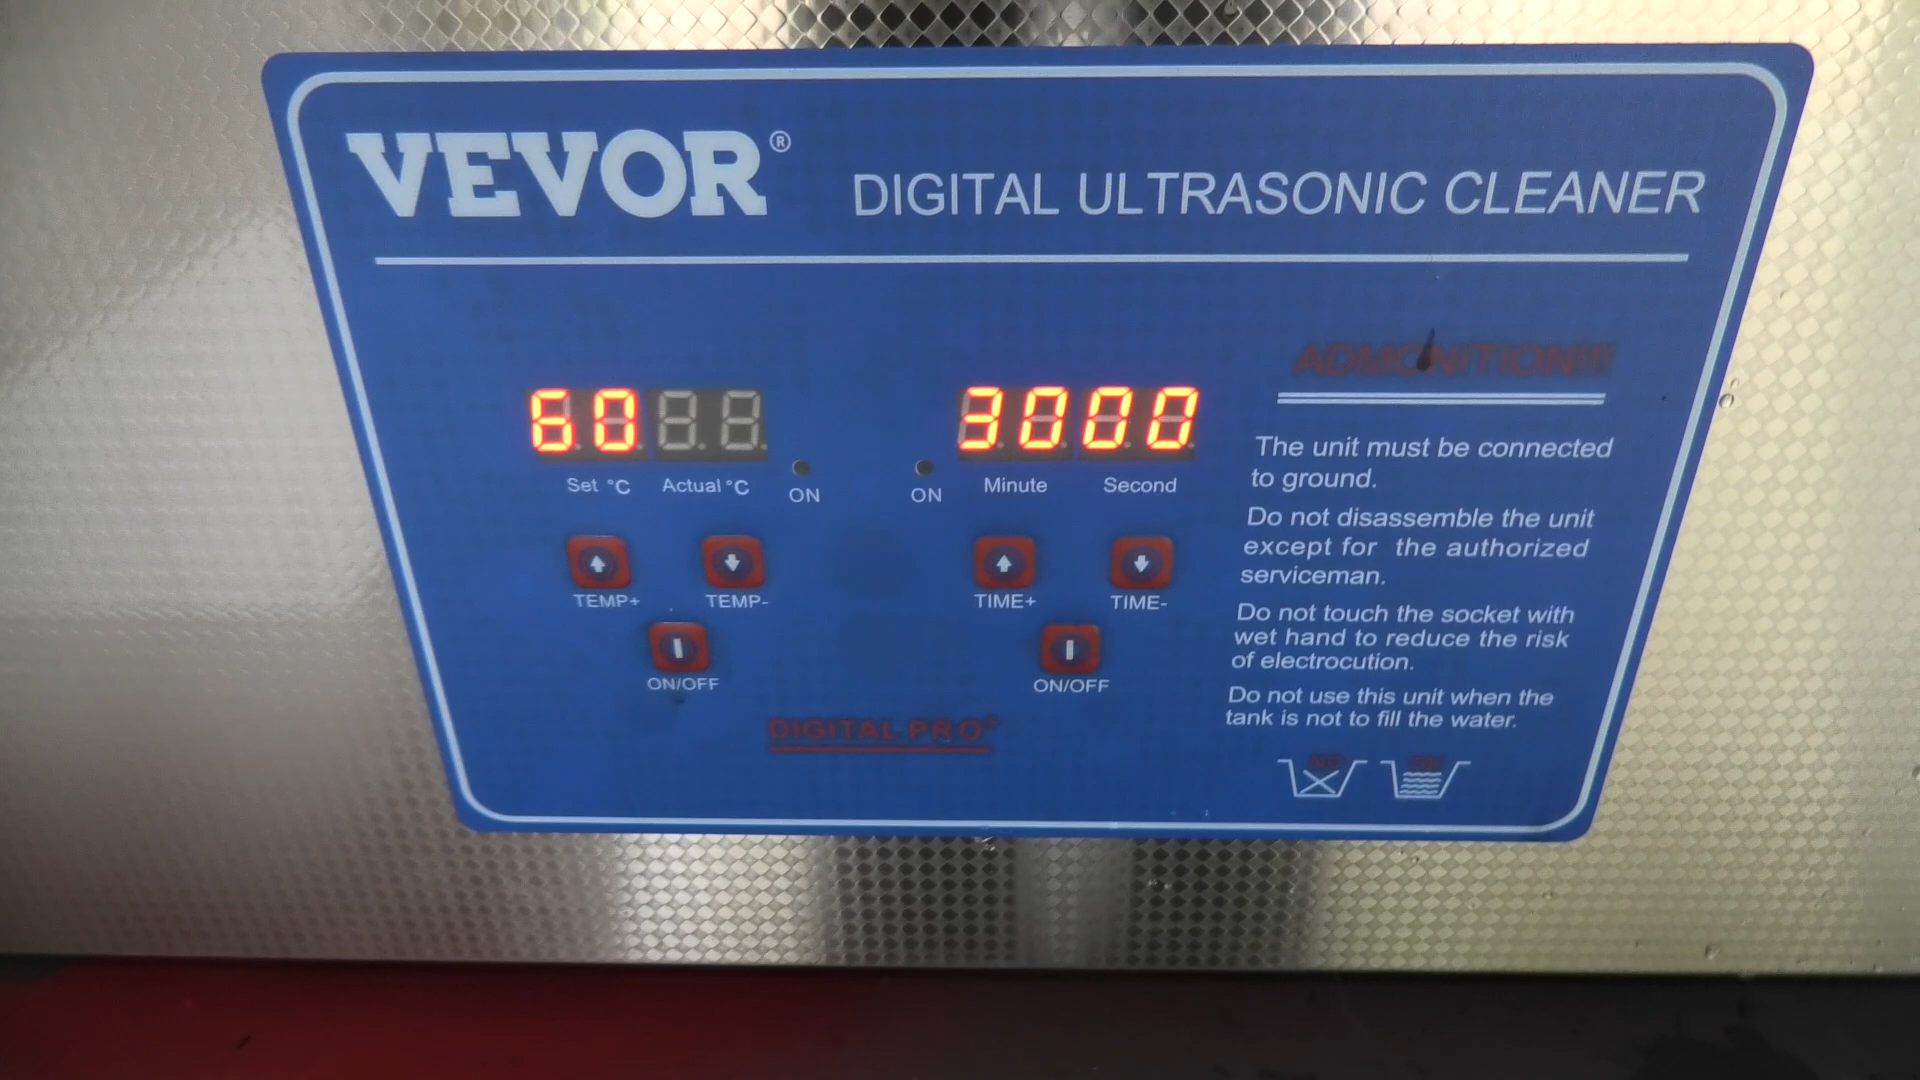 VEVOR®
DIGITAL ULTRASONIC CLEANER
60
3000
Set °C
Actual °C
ON
ON
Minute
Second
TEMP+
TEMP-
TIME+
TIME-
ON/OFF
ON/OFF
DIGITAL PRO+
ADMONITION!!!
The unit must be connected
to ground.
Do not disassemble the unit
except for the authorized
serviceman.
Do not touch the socket with
wet hand to reduce the risk
of electrocution.
Do not use this unit when the
tank is not to fill the water.
NO
OK